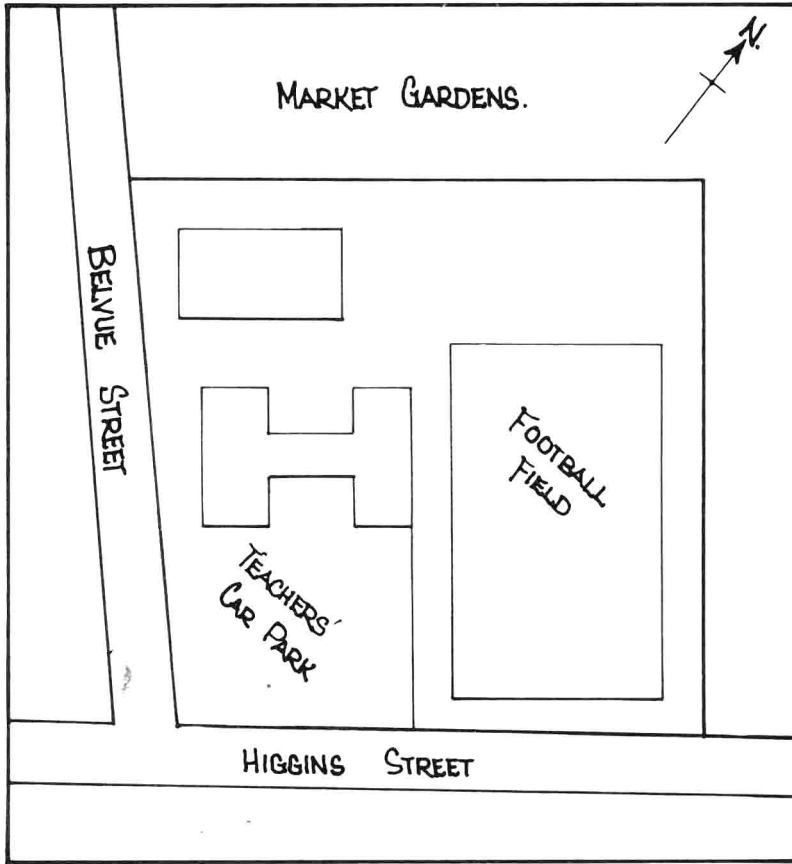 N.
MARKET GARDENS.
BELVUE STREET
FOOTBALL
FIELD
TEACHERS'
CAR PARK
HIGGINS STREET